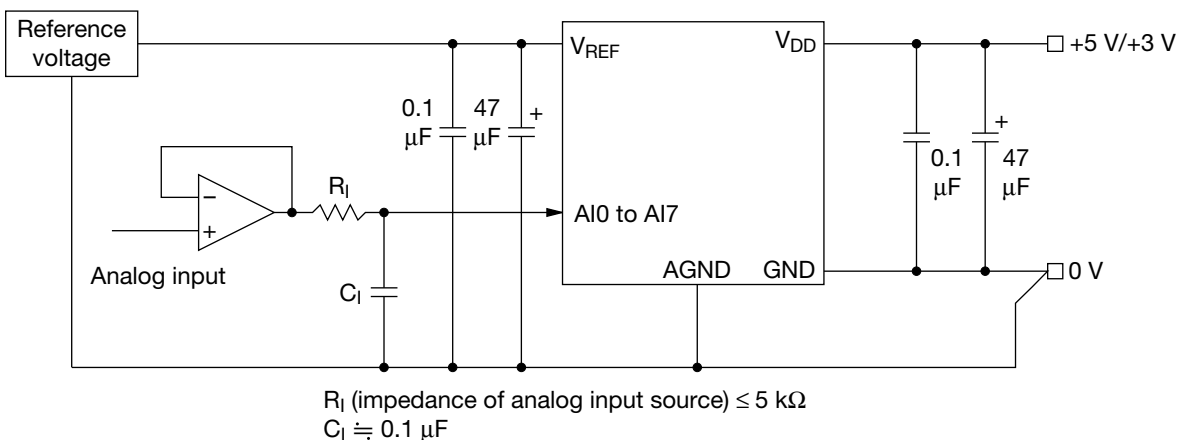 Reference
voltage
V_REF
V_DD
+5 V/+3 V
0.1
μF
47
μF
+
+
0.1
μF
47
μF
R_I
−
+
AI0 to AI7
Analog input
AGND
GND
0 V
C_I
R_I (impedance of analog input source) ≤ 5 kΩ
C_I ≒ 0.1 μF